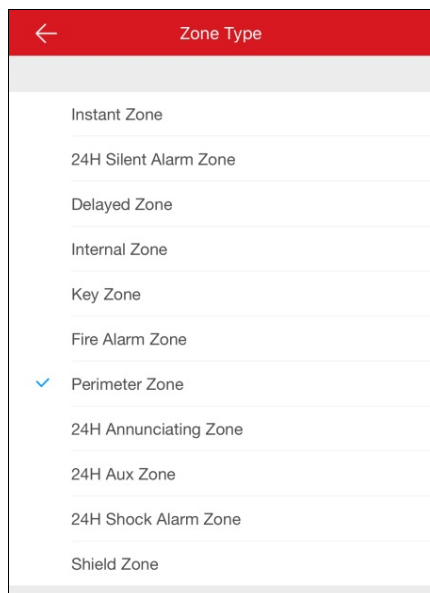 Zone Type
Instant Zone
24H Silent Alarm Zone
Delayed Zone
Internal Zone
Key Zone
Fire Alarm Zone
Perimeter Zone
24H Annunciating Zone
24H Aux Zone
24H Shock Alarm Zone
Shield Zone